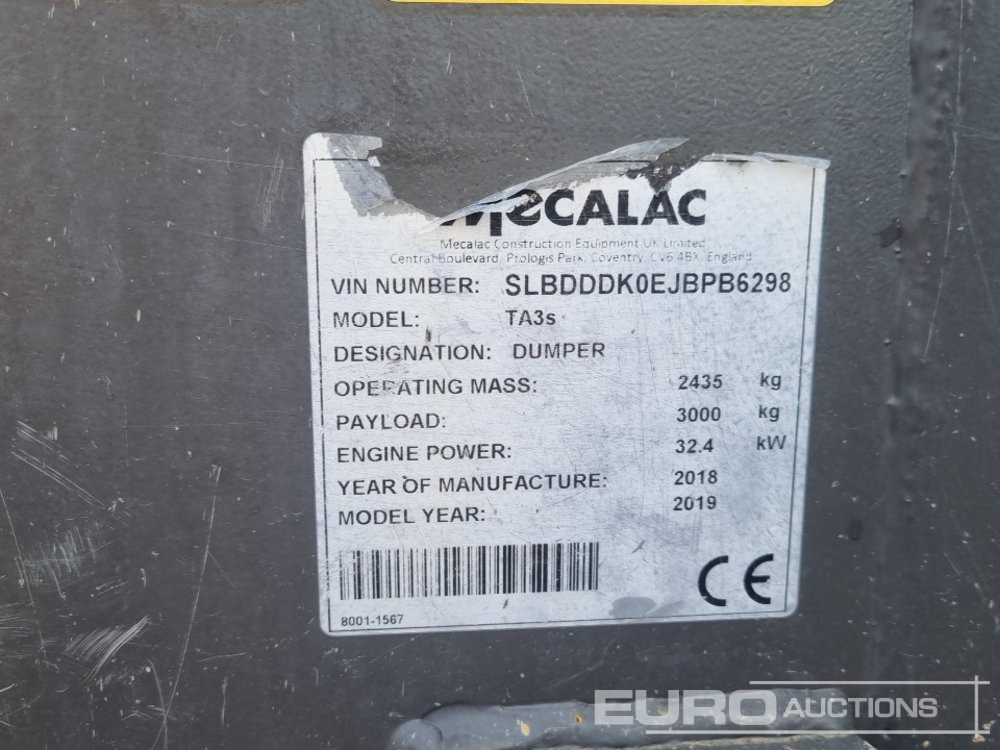 MECALAC
Mecalac Construction Equipment UK Limited
Central Boulevard, Prologis Park, Coventry, CV6 4BX, England
VIN NUMBER: SLBDDDK0EJBPB6298
MODEL: TA3s
DESIGNATION: DUMPER
OPERATING MASS: 2435 kg
PAYLOAD: 3000 kg
ENGINE POWER: 32.4 kW
YEAR OF MANUFACTURE: 2018
MODEL YEAR: 2019
CE
8001-1567
EURO AUCTIONS